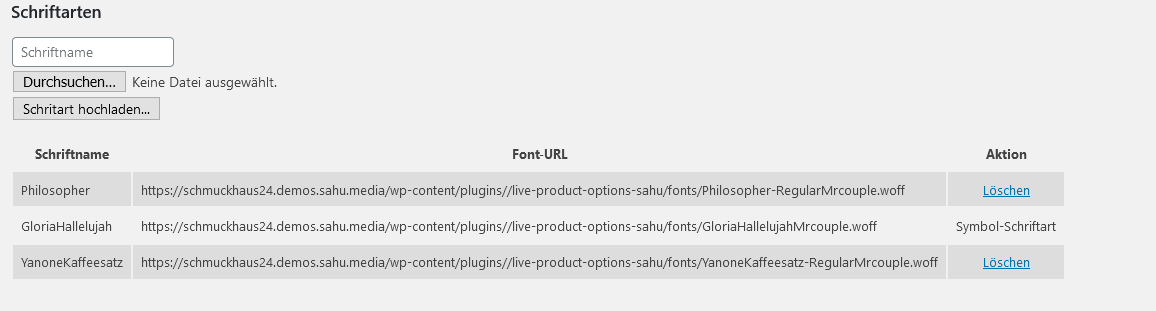 Schriftarten
Schriftname
Durchsuchen... Keine Datei ausgewählt.
Schritart hochladen...
Schriftname Font-URL Aktion
Philosopher https://schmuckhaus24.demos.sahu.media/wp-content/plugins//live-product-options-sahu/fonts/Philosopher-RegularMrcouple.woff Löschen
GloriaHallelujah https://schmuckhaus24.demos.sahu.media/wp-content/plugins//live-product-options-sahu/fonts/GloriaHallelujahMrcouple.woff Symbol-Schriftart
YanoneKaffeesatz https://schmuckhaus24.demos.sahu.media/wp-content/plugins//live-product-options-sahu/fonts/YanoneKaffeesatz-RegularMrcouple.woff Löschen